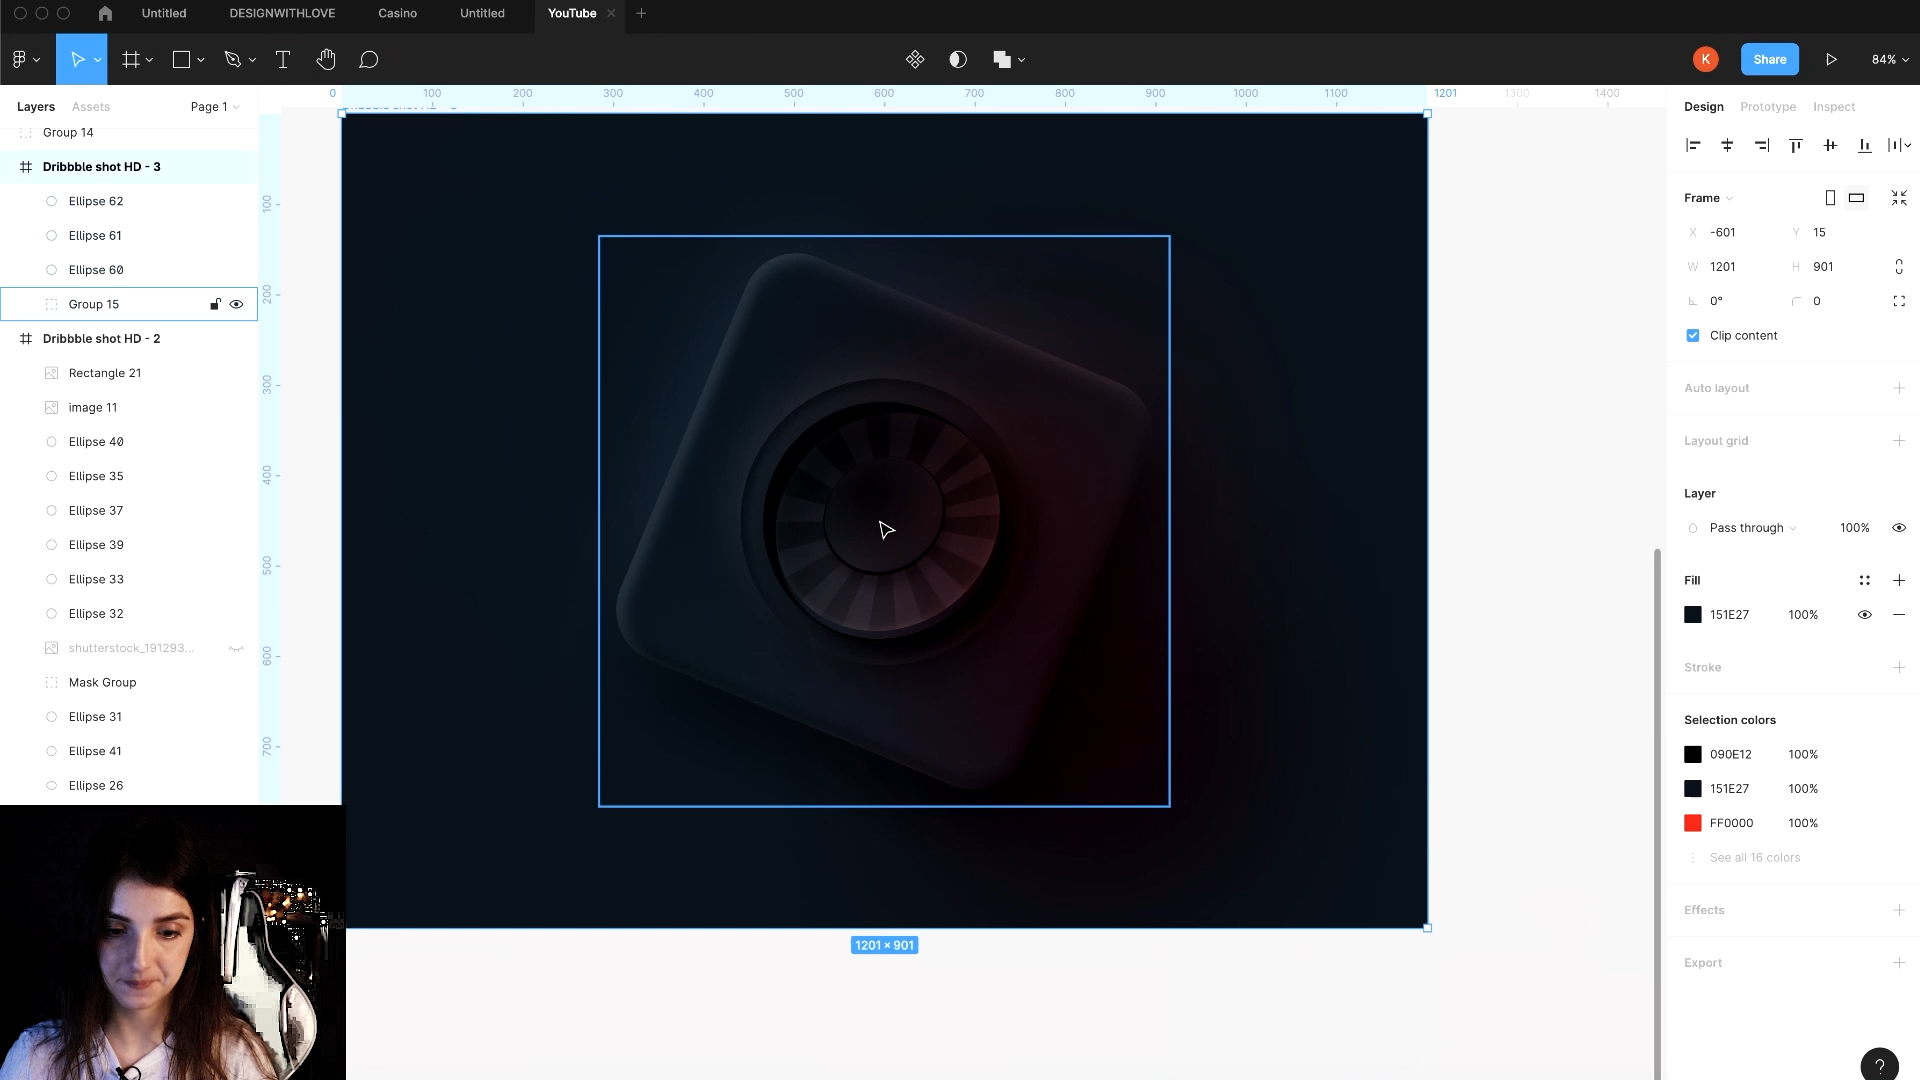 Untitled
DESIGNWITHLOVE
Casino
Untitled
YouTube
K
Share
84%
Layers
Assets
Page 1
0
100
200
300
400
500
600
700
800
900
1000
1100
1201
1300
1400
Design
Prototype
Inspect
Group 14
Dribbble shot HD - 3
Ellipse 62
Ellipse 61
Ellipse 60
Group 15
Dribbble shot HD - 2
Rectangle 21
image 11
Ellipse 40
Ellipse 35
Ellipse 37
Ellipse 39
Ellipse 33
Ellipse 32
shutterstock_191293...
Mask Group
Ellipse 31
Ellipse 41
Ellipse 26
100
200
300
400
500
600
700
1201 × 901
Frame
X -601
Y 15
W 1201
H 901
0°
0
Clip content
Auto layout
Layout grid
Layer
Pass through
100%
Fill
151E27
100%
Stroke
Selection colors
090E12
100%
151E27
100%
FF0000
100%
See all 16 colors
Effects
Export
?